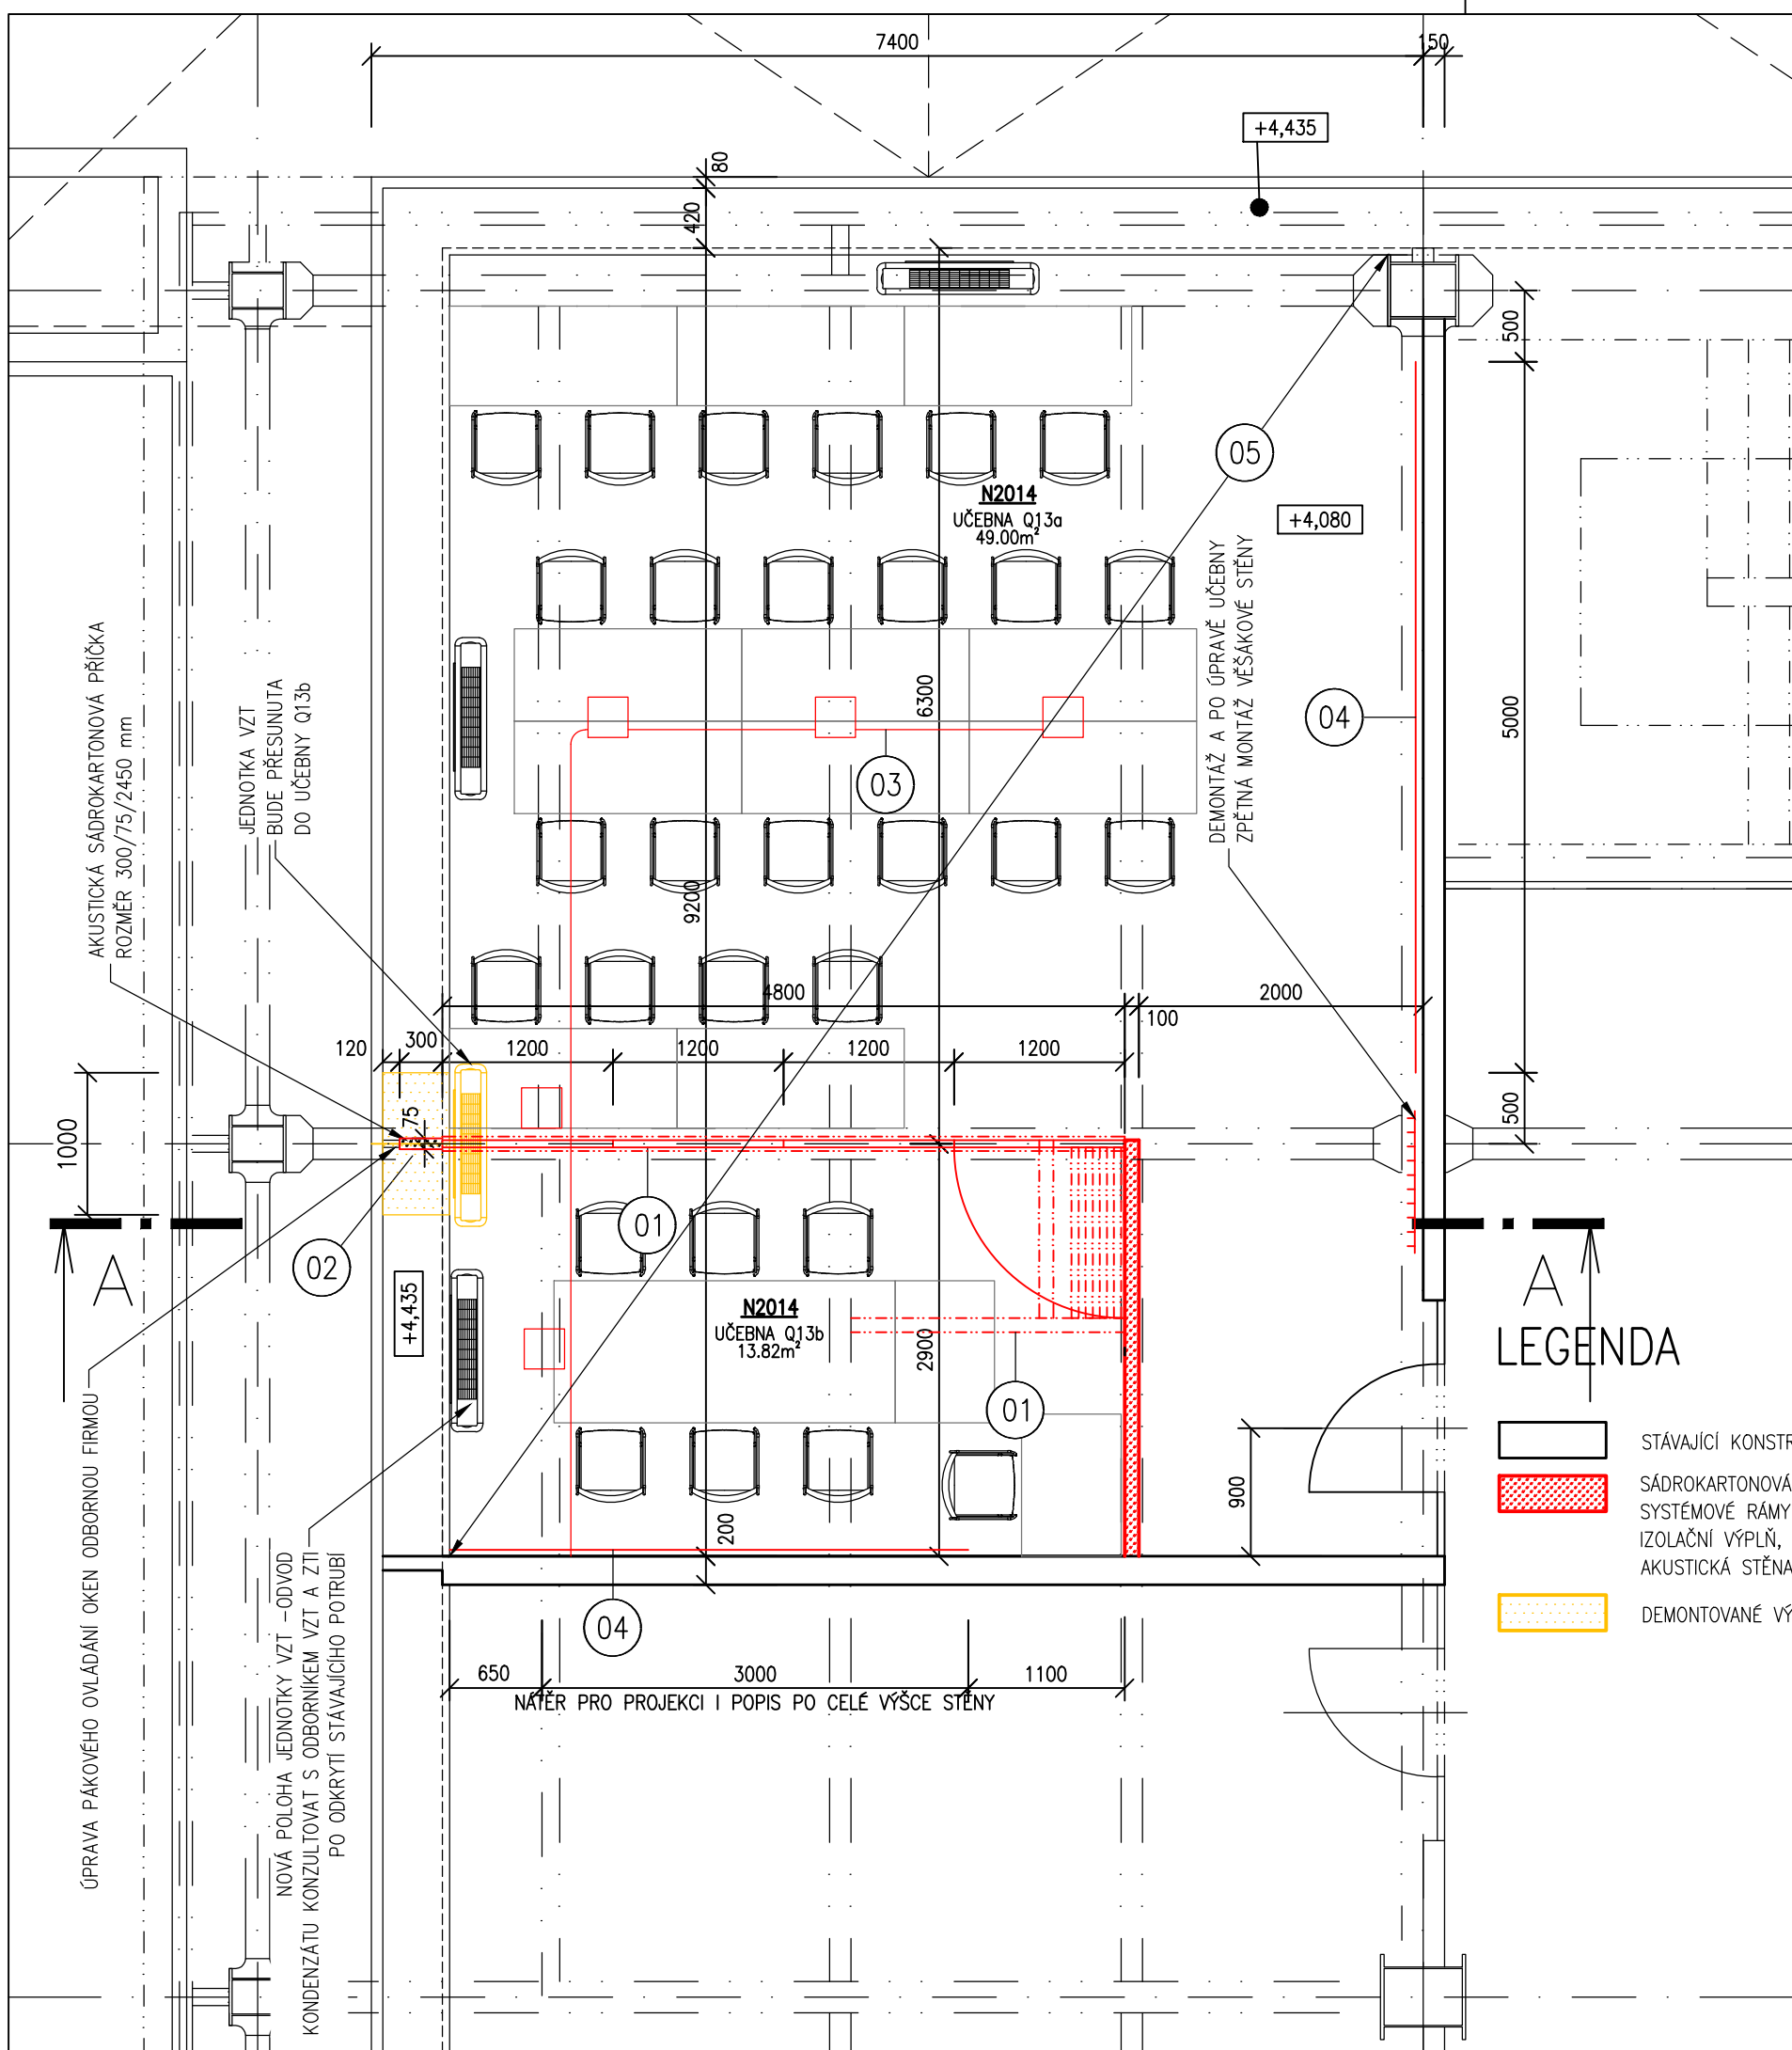 7400
150
+4,435
80
420
500
N2014
UČEBNA Q13a
49.00m²
05
+4,080
AKUSTICKÁ SÁDROKARTONOVÁ PŘÍČKA
ROZMĚR 300/75/2450 mm
JEDNOTKA VZT
BUDE PŘESUNUTA
DO UČEBNY Q13b
DEMONTÁŽ A PO ÚPRAVĚ UČEBNY
ZPĚTNÁ MONTÁŽ VĚŠÁKOVÉ STĚNY
6300
04
5000
03
9200
4800
100
2000
120
300
1200
1200
1200
1200
75
1000
500
01
02
A
A
+4,435
N2014
UČEBNA Q13b
13.82m²
2900
01
LEGENDA
STÁVAJÍCÍ KONSTR
SÁDROKARTONOVÁ
SYSTÉMOVÉ RÁMY
IZOLAČNÍ VÝPLŇ,
AKUSTICKÁ STĚNA
DEMONTOVANÉ VÝ
900
200
04
ÚPRAVA PÁKOVÉHO OVLÁDÁNÍ OKEN ODBORNOU FIRMOU
NOVÁ POLOHA JEDNOTKY VZT -ODVOD
KONDENZÁTU KONZULTOVAT S ODBORNÍKEM VZT A ZTI
PO ODKRYTÍ STÁVAJÍCÍHO POTRUBÍ
650
3000
1100
NÁTĚR PRO PROJEKCI I POPIS PO CELÉ VÝŠCE STĚNY